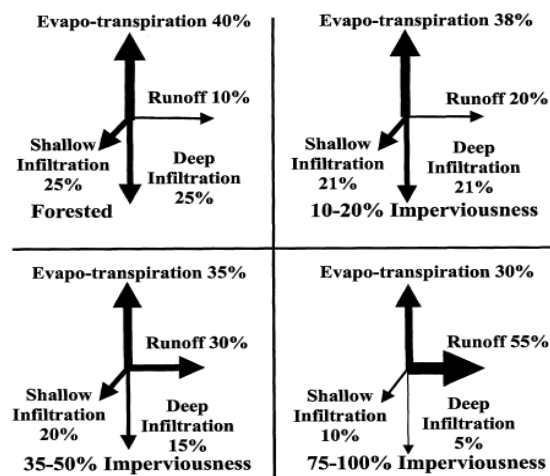 Evapo-transpiration 40%
Runoff 10%
Shallow
Infiltration
25%
Deep
Infiltration
25%
Forested
Evapo-transpiration 38%
Runoff 20%
Shallow
Infiltration
21%
Deep
Infiltration
21%
10-20% Imperviousness
Evapo-transpiration 35%
Runoff 30%
Shallow
Infiltration
20%
Deep
Infiltration
15%
35-50% Imperviousness
Evapo-transpiration 30%
Runoff 55%
Shallow
Infiltration
10%
Deep
Infiltration
5%
75-100% Imperviousness